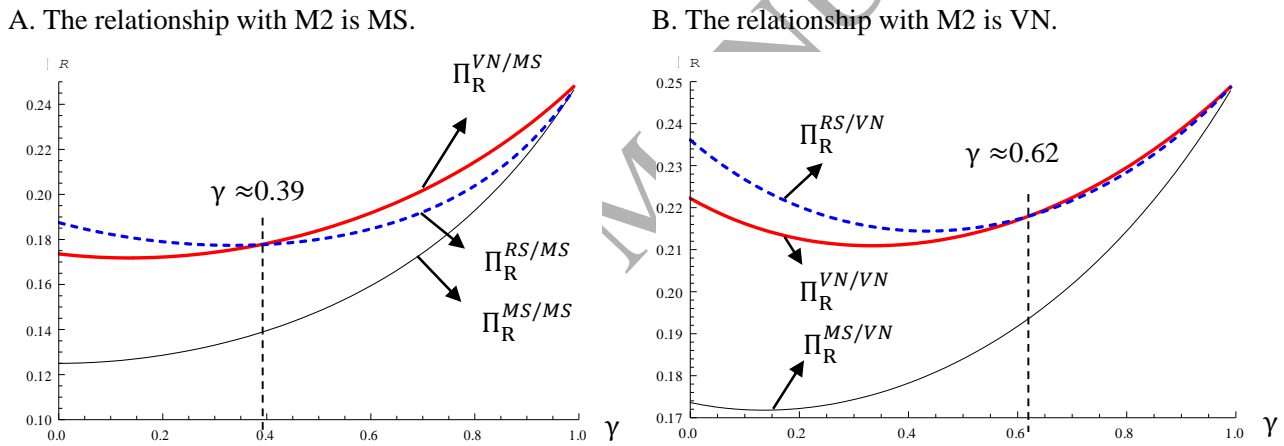 A. The relationship with M2 is MS.
R
Π_R^{VN/MS}
γ ≈0.39
Π_R^{RS/MS}
Π_R^{MS/MS}
0.24
0.22
0.20
0.18
0.16
0.14
0.12
0.10
0.0 0.2 0.4 0.6 0.8 1.0 γ
B. The relationship with M2 is VN.
R
Π_R^{RS/VN}
γ ≈0.62
Π_R^{VN/VN}
Π_R^{MS/VN}
0.25
0.24
0.23
0.22
0.21
0.20
0.19
0.18
0.17
0.0 0.2 0.4 0.6 0.8 1.0 γ